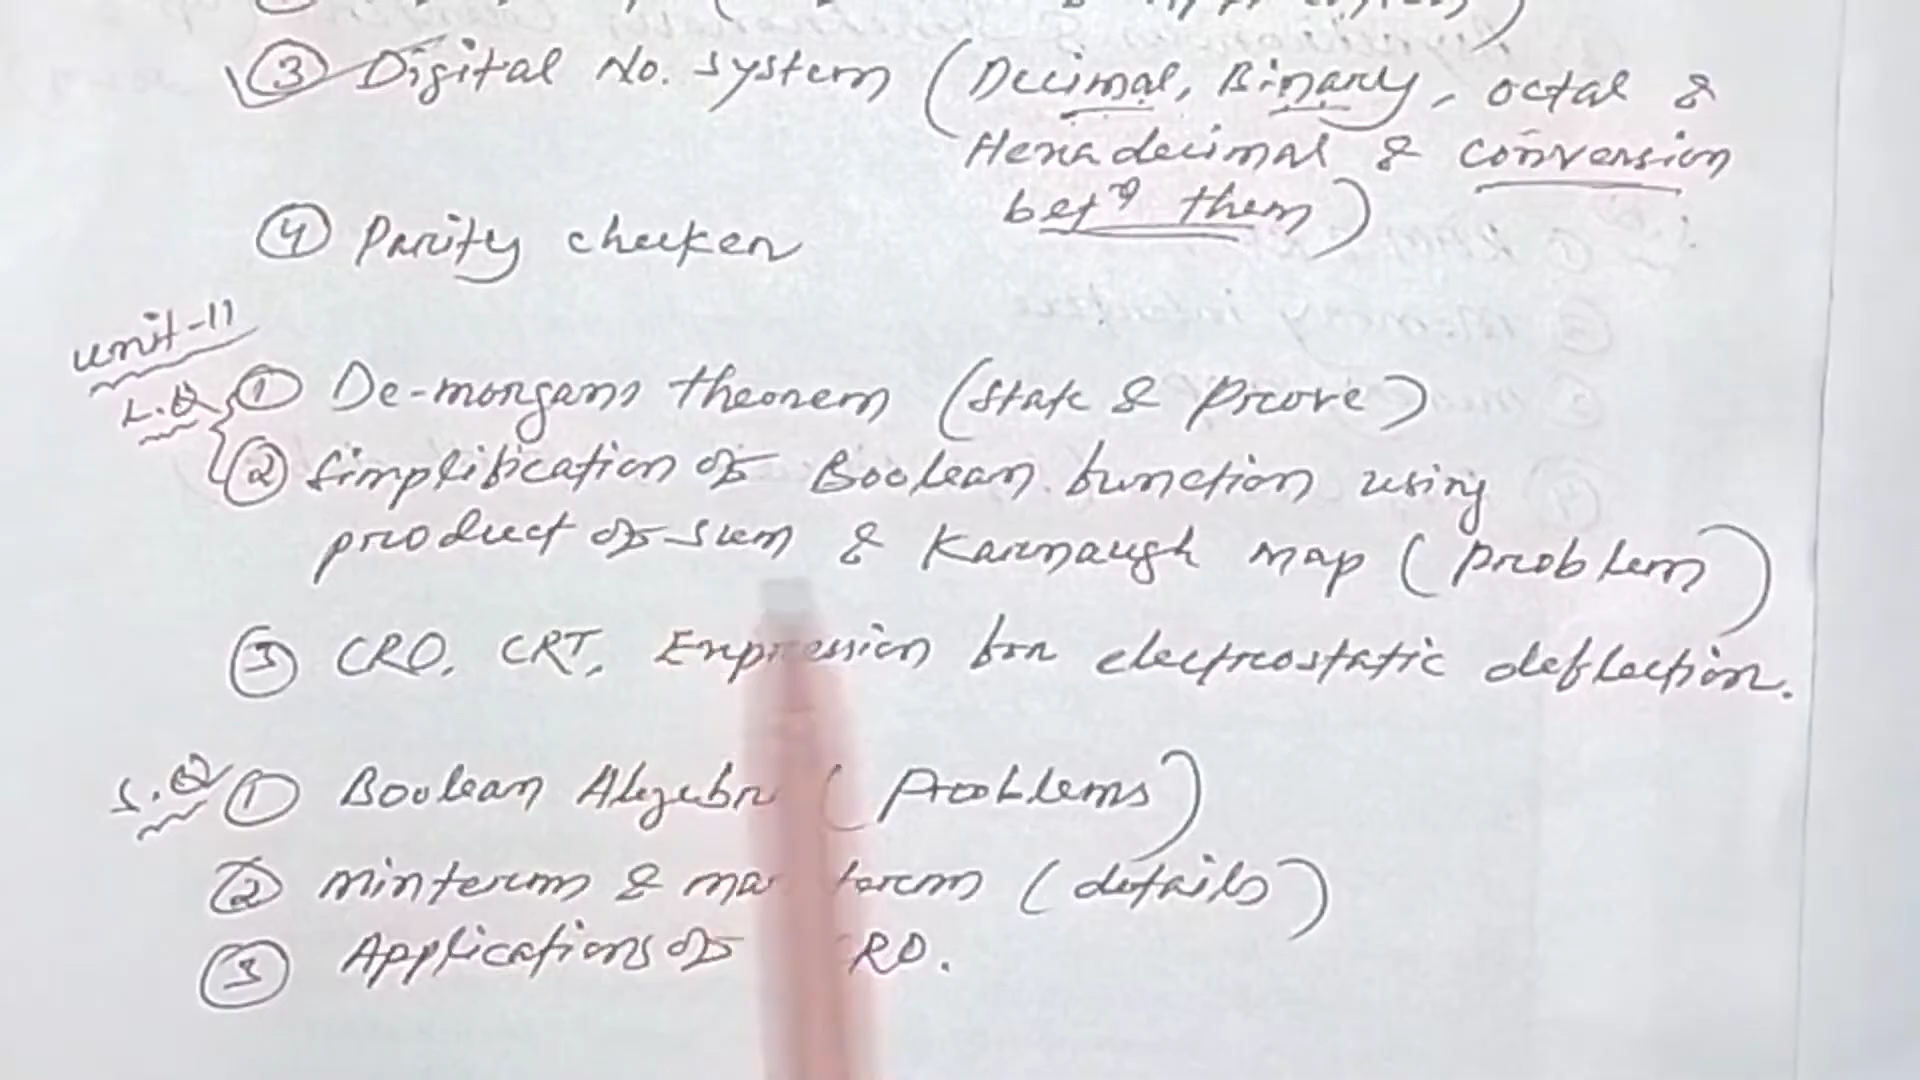 ③ Digital No. system (Decimal, Binary, octal &
Hexadecimal & conversion
betn them)
④ Parity checker
Unit-II
L.Q ① De-morgans theorem (State & Prove)
② Simplification of Boolean function using
product of sum & Karnaugh map (problem)
③ CRO, CRT, Expression for electrostatic deflection.
S.Q ① Boolean Algebr (Problems)
② minterm & ma term (details)
③ Applications of RO.